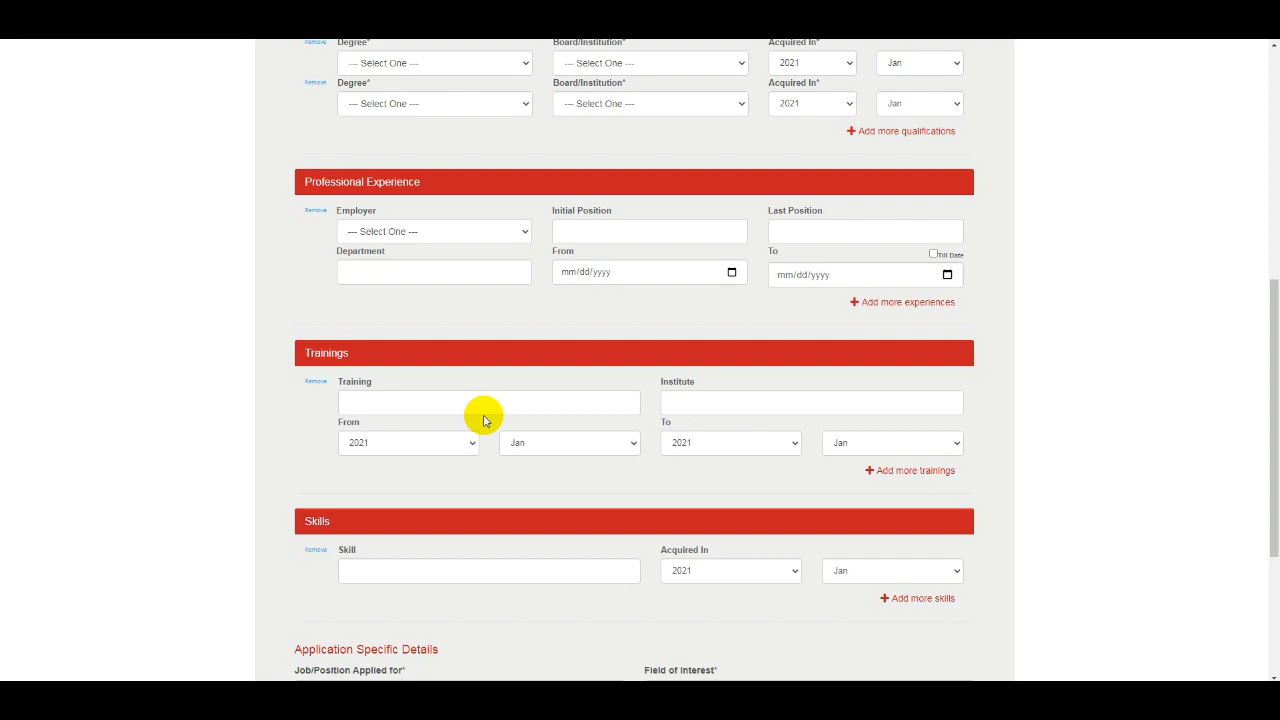 Remove Degree* Board/Institution* Acquired In*
--- Select One --- --- Select One --- 2021 Jan
Remove Degree* Board/Institution* Acquired In*
--- Select One --- --- Select One --- 2021 Jan
+ Add more qualifications
Professional Experience
Remove Employer Initial Position Last Position
--- Select One ---
Department From To Till Date
mm/dd/yyyy mm/dd/yyyy
+ Add more experiences
Trainings
Remove Training Institute
From To
2021 Jan 2021 Jan
+ Add more trainings
Skills
Remove Skill Acquired In
2021 Jan
+ Add more skills
Application Specific Details
Job/Position Applied for* Field of Interest*